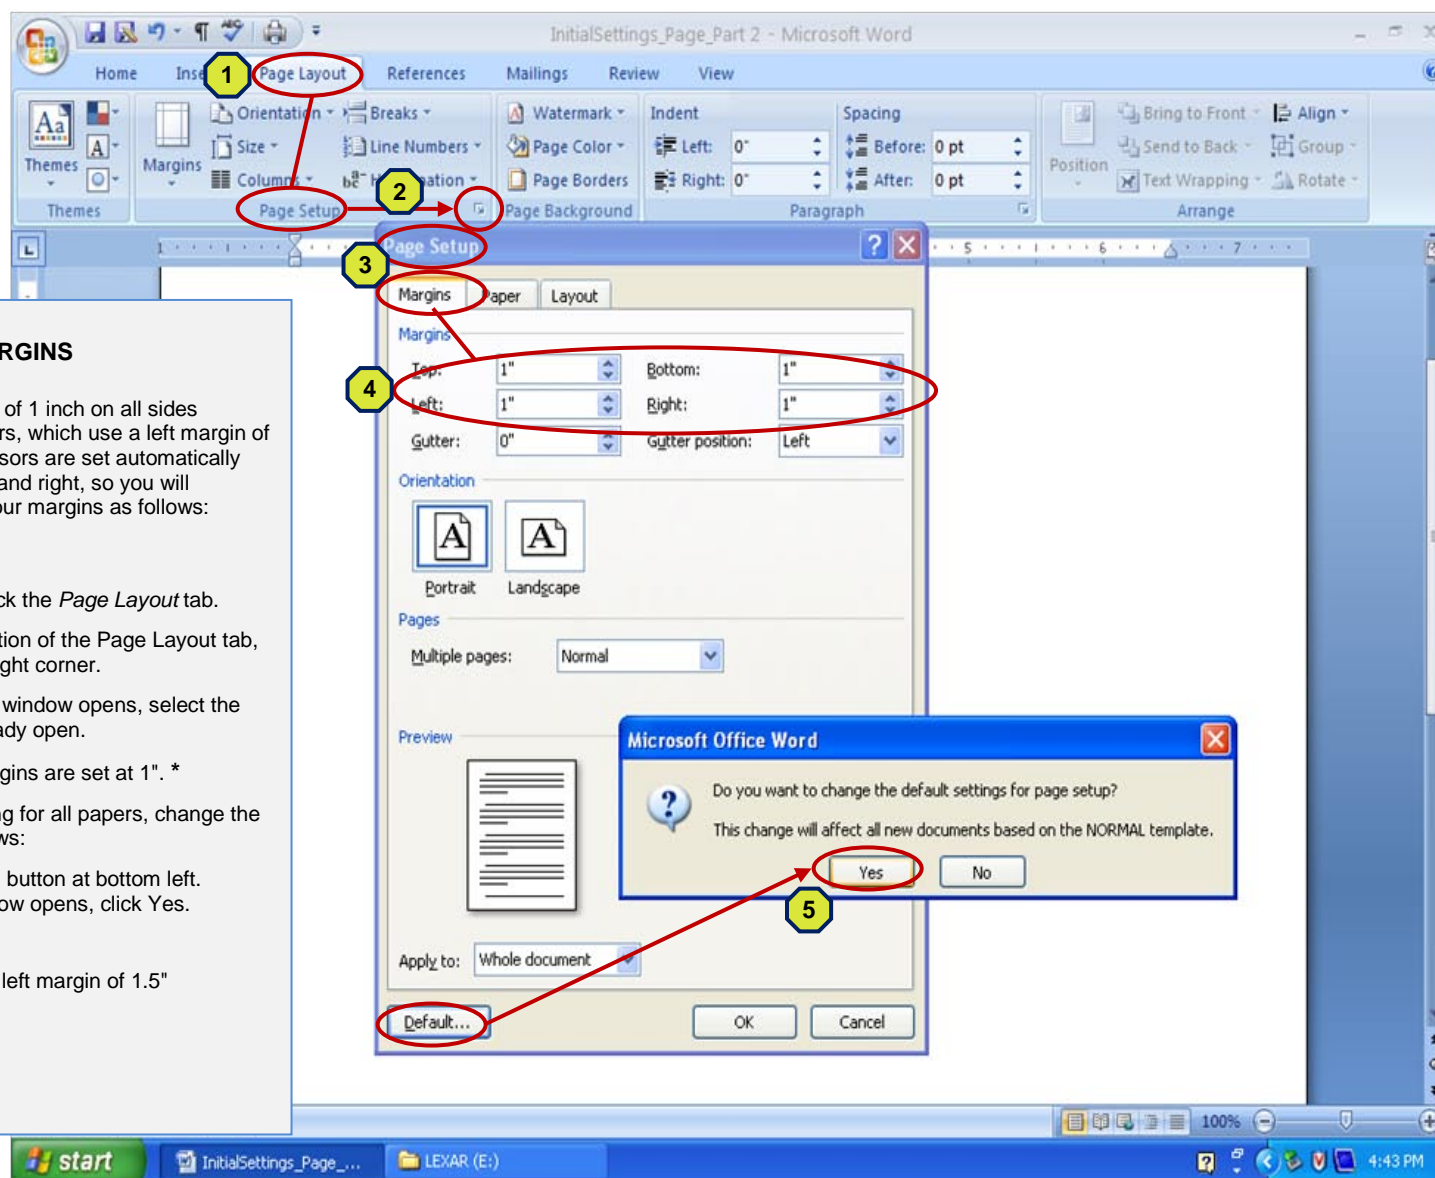 InitialSettings_Page_Part 2 - Microsoft Word
Home Inse 1 Page Layout References Mailings Review View
Orientation Breaks Watermark Indent Spacing Bring to Front Align
Size Line Numbers Page Color Left: 0" Before: 0 pt Send to Back Group
Themes Margins Columns Page Borders Right: 0" After: 0 pt Position Text Wrapping Rotate
2
Themes Page Setup Page Background Paragraph Arrange
1 5 6 7
3 Page Setup
Margins Paper Layout
Margins
4
Top: 1" Bottom: 1"
Left: 1" Right: 1"
Gutter: 0" Gutter position: Left
Orientation
A A
Portrait Landscape
Pages
Multiple pages: Normal
Preview
Apply to: Whole document
Default... OK Cancel
Microsoft Office Word
Do you want to change the default settings for page setup?
This change will affect all new documents based on the NORMAL template.
Yes No
5
RGINS
of 1 inch on all sides
rs, which use a left margin of
sors are set automatically
and right, so you will
our margins as follows:
ck the Page Layout tab.
tion of the Page Layout tab,
ght corner.
window opens, select the
ady open.
gins are set at 1". *
ng for all papers, change the
ws:
button at bottom left.
ow opens, click Yes.
left margin of 1.5"
100%
start InitialSettings_Page_... LEXAR (E:) 4:43 PM